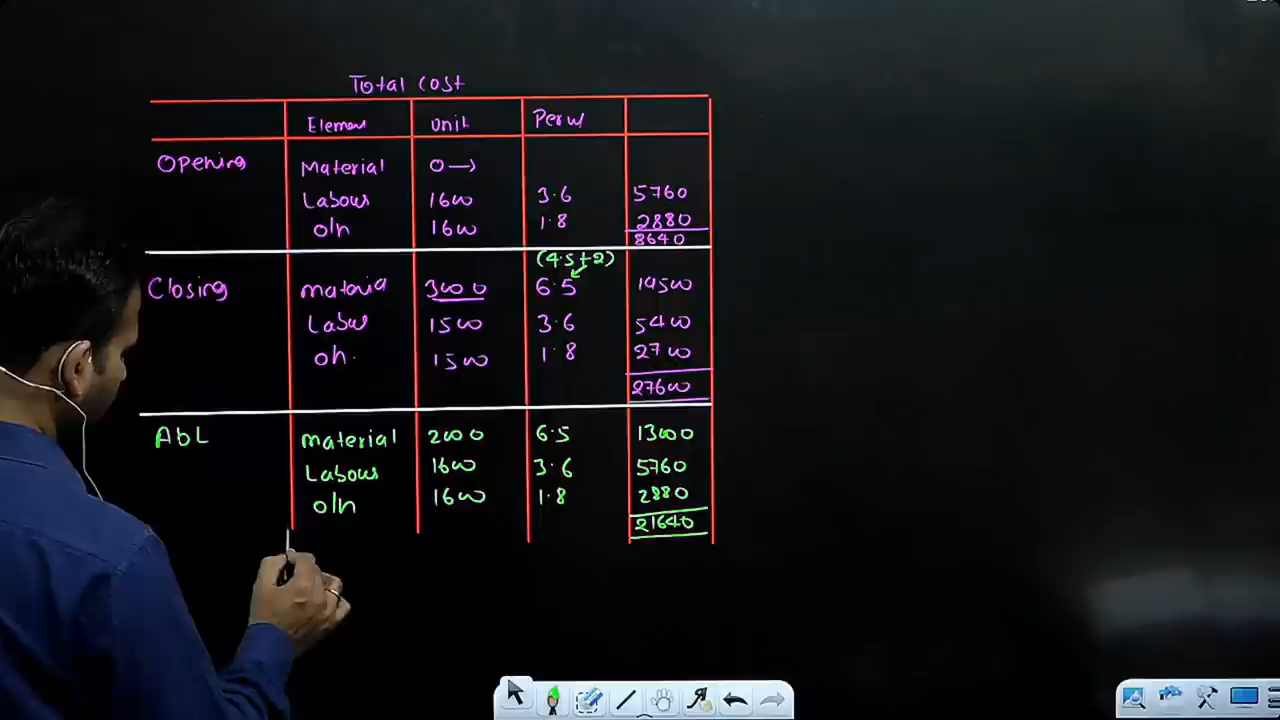 Total Cost
Element Unit Per u
Opening Material 0 →
Labour 1600 3.6 5760
O/h 1600 1.8 2880
8640
(4.5+2)
Closing material 3000 6.5 19500
Labour 1500 3.6 5400
oh. 1500 1.8 2700
27600
AbL material 2000 6.5 13000
Labour 1600 3.6 5760
O/h 1600 1.8 2880
21640